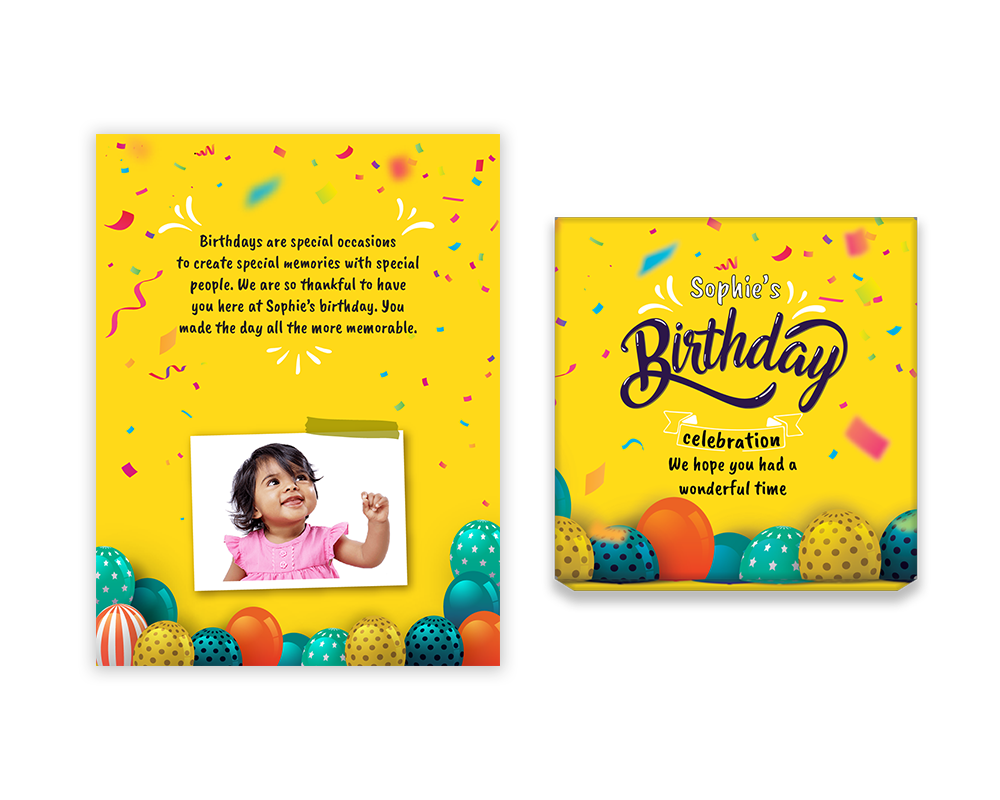 Birthdays are special occasions
to create special memories with special
people. We are so thankful to have
you here at Sophie's birthday. You
made the day all the more memorable.
Sophie's
Birthday
celebration
We hope you had a
wonderful time